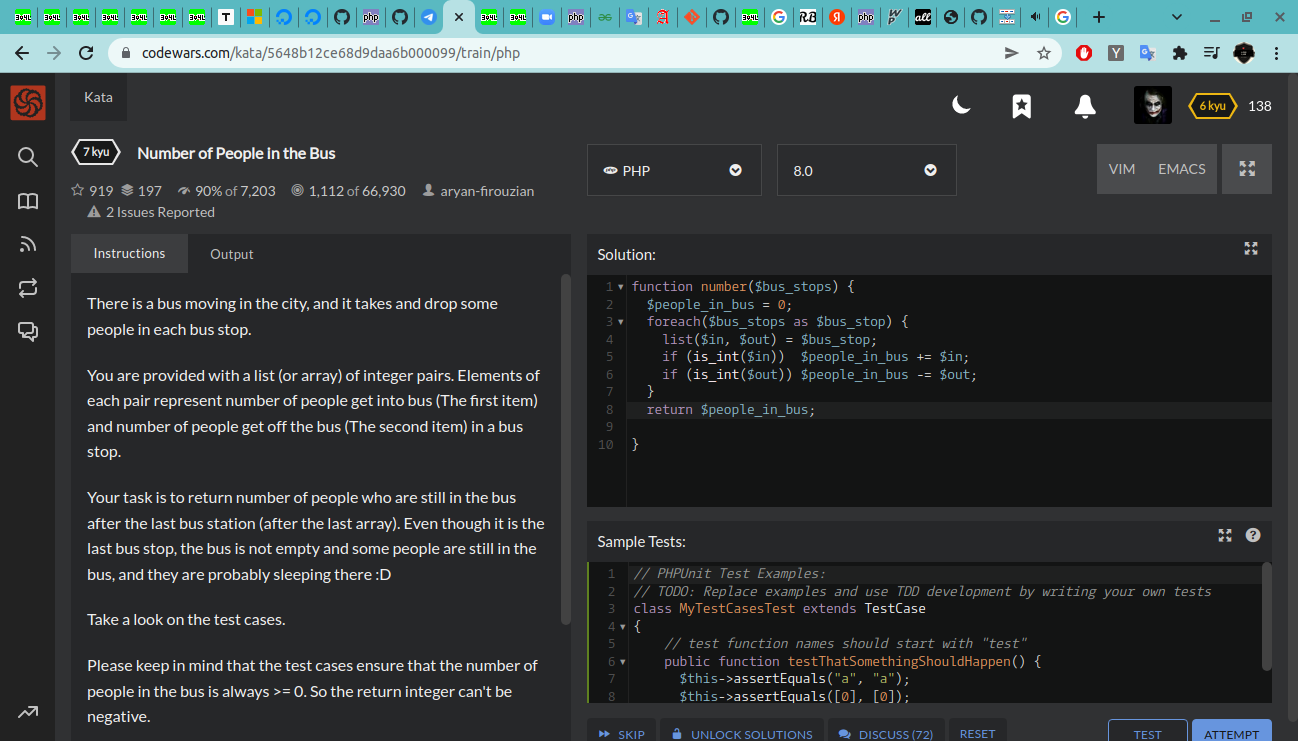 codewars.com/kata/5648b12ce68d9daa6b000099/train/php
Kata
6 kyu 138
7 kyu Number of People in the Bus
919 197 90% of 7,203 1,112 of 66,930 aryan-firouzian
2 Issues Reported
PHP
8.0
VIM EMACS
Instructions Output
There is a bus moving in the city, and it takes and drop some
people in each bus stop.
You are provided with a list (or array) of integer pairs. Elements of
each pair represent number of people get into bus (The first item)
and number of people get off the bus (The second item) in a bus
stop.
Your task is to return number of people who are still in the bus
after the last bus station (after the last array). Even though it is the
last bus stop, the bus is not empty and some people are still in the
bus, and they are probably sleeping there :D
Take a look on the test cases.
Please keep in mind that the test cases ensure that the number of
people in the bus is always >= 0. So the return integer can't be
negative.
Solution:
1 function number($bus_stops) {
2 $people_in_bus = 0;
3 foreach($bus_stops as $bus_stop) {
4 list($in, $out) = $bus_stop;
5 if (is_int($in))  $people_in_bus += $in;
6 if (is_int($out)) $people_in_bus -= $out;
7 }
8 return $people_in_bus;
9
10 }
Sample Tests:
1 // PHPUnit Test Examples:
2 // TODO: Replace examples and use TDD development by writing your own tests
3 class MyTestCasesTest extends TestCase
4 {
5 // test function names should start with "test"
6 public function testThatSomethingShouldHappen() {
7 $this->assertEquals("a", "a");
8 $this->assertEquals([0], [0]);
SKIP UNLOCK SOLUTIONS DISCUSS (72) RESET TEST ATTEMPT